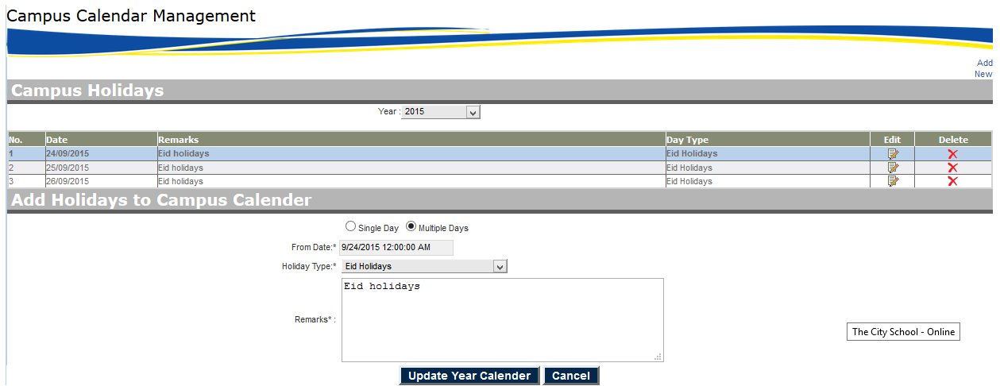 Campus Calendar Management
Add
New
Campus Holidays
Year : 2015
No. Date Remarks Day Type Edit Delete
1 24/09/2015 Eid holidays Eid Holidays
2 25/09/2015 Eid holidays Eid Holidays
3 26/09/2015 Eid holidays Eid Holidays
Add Holidays to Campus Calender
Single Day Multiple Days
From Date:* 9/24/2015 12:00:00 AM
Holiday Type:* Eid Holidays
Eid holidays
Remarks* :
The City School - Online
Update Year Calender Cancel